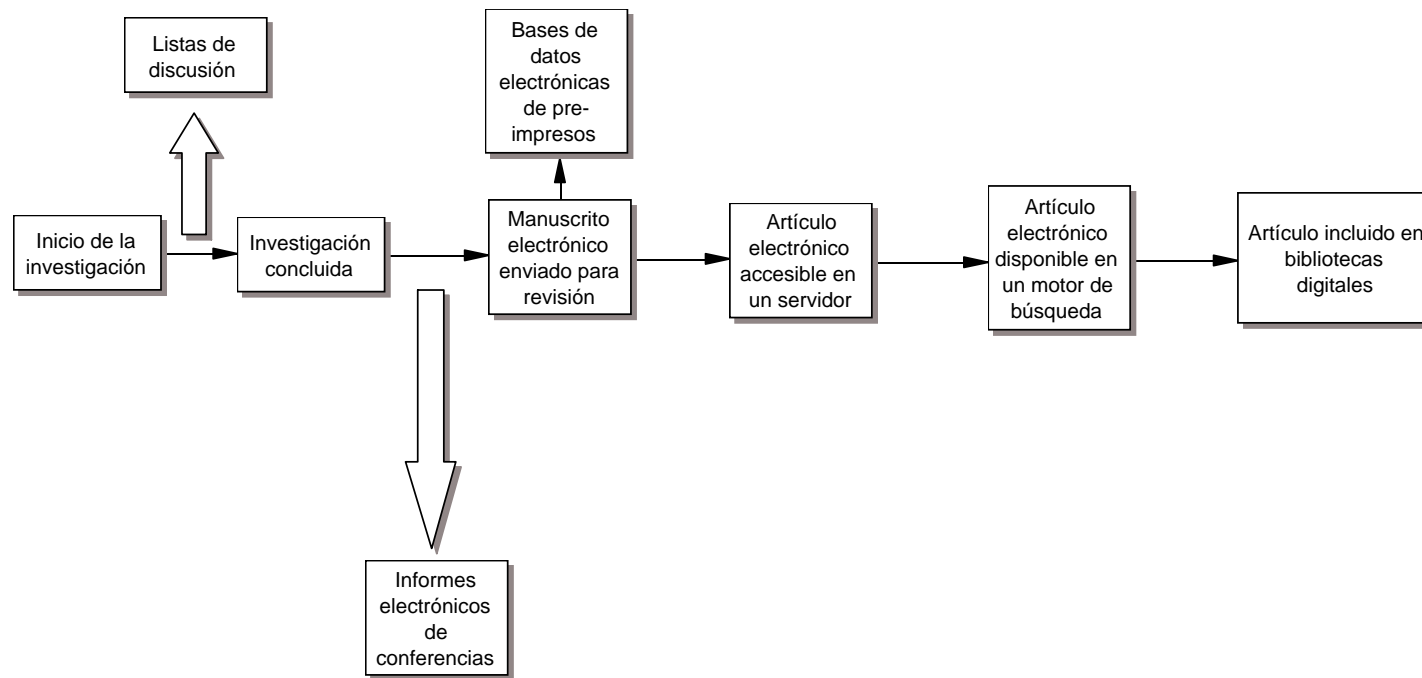 Listas de
discusión
Bases de
datos
electrónicas
de pre-
impresos
Inicio de la
investigación
Investigación
concluida
Manuscrito
electrónico
enviado para
revisión
Artículo
electrónico
accesible en
un servidor
Artículo
electrónico
disponible en
un motor de
búsqueda
Artículo incluido en
bibliotecas
digitales
Informes
electrónicos
de
conferencias